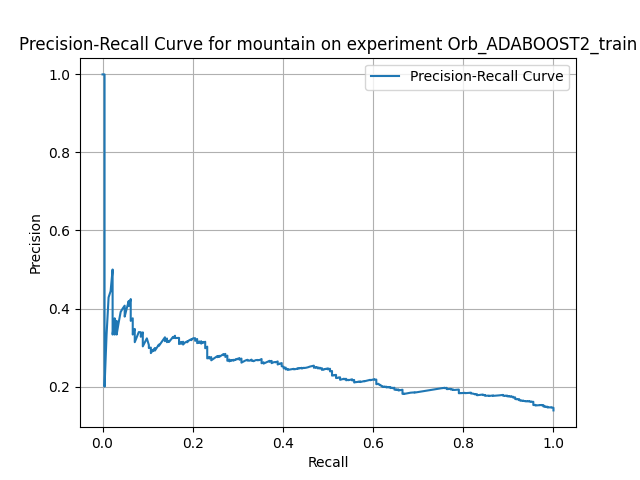 Precision-Recall Curve for mountain on experiment Orb_ADABOOST2_train
Precision-Recall Curve
1.0
0.8
0.6
0.4
0.2
Precision
0.0
0.2
0.4
0.6
0.8
1.0
Recall